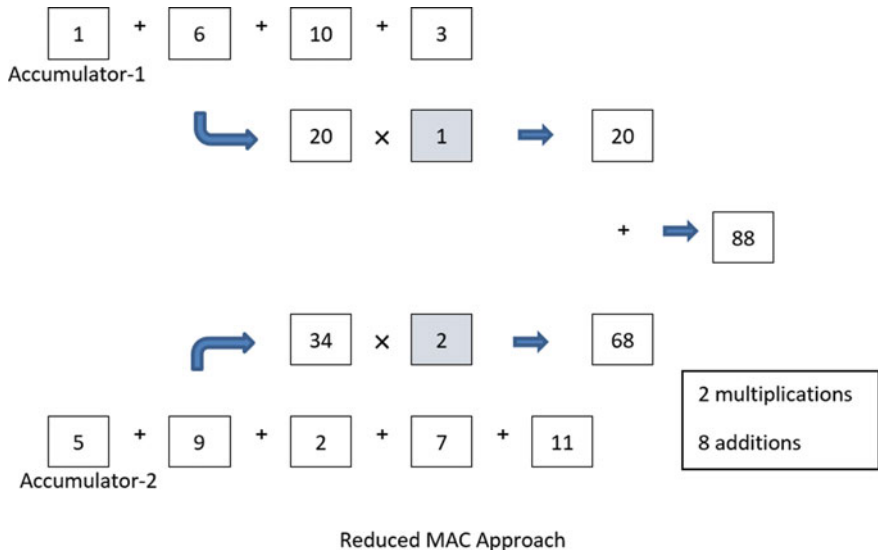 1 + 6 + 10 + 3
Accumulator-1
20 × 1 20
+ 88
34 × 2 68
2 multiplications
8 additions
5 + 9 + 2 + 7 + 11
Accumulator-2
Reduced MAC Approach